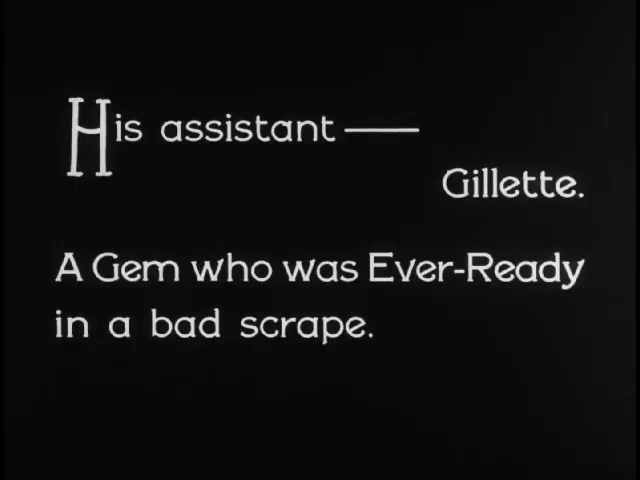 His assistant —
Gillette.
A Gem who was Ever-Ready
in a bad scrape.